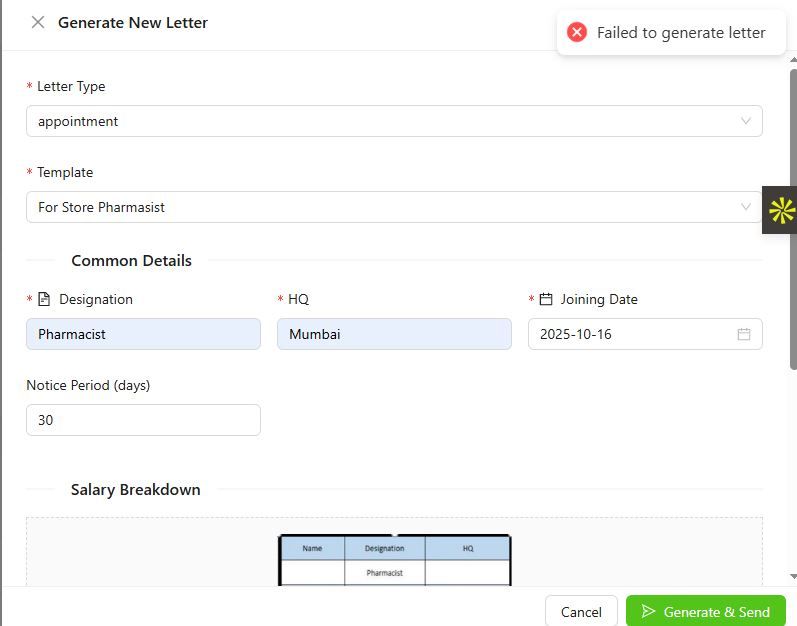 Generate New Letter
Failed to generate letter
* Letter Type
appointment
* Template
For Store Pharmasist
Common Details
* Designation * HQ * Joining Date
Pharmacist Mumbai 2025-10-16
Notice Period (days)
30
Salary Breakdown
Name Designation HQ
Pharmacist
Cancel Generate & Send